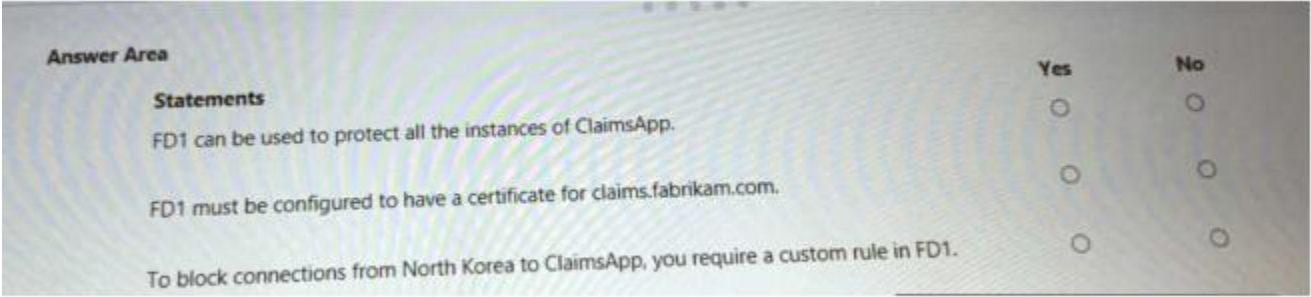 Answer Area
Yes No
Statements
FD1 can be used to protect all the instances of ClaimsApp.
FD1 must be configured to have a certificate for claims.fabrikam.com.
To block connections from North Korea to ClaimsApp, you require a custom rule in FD1.